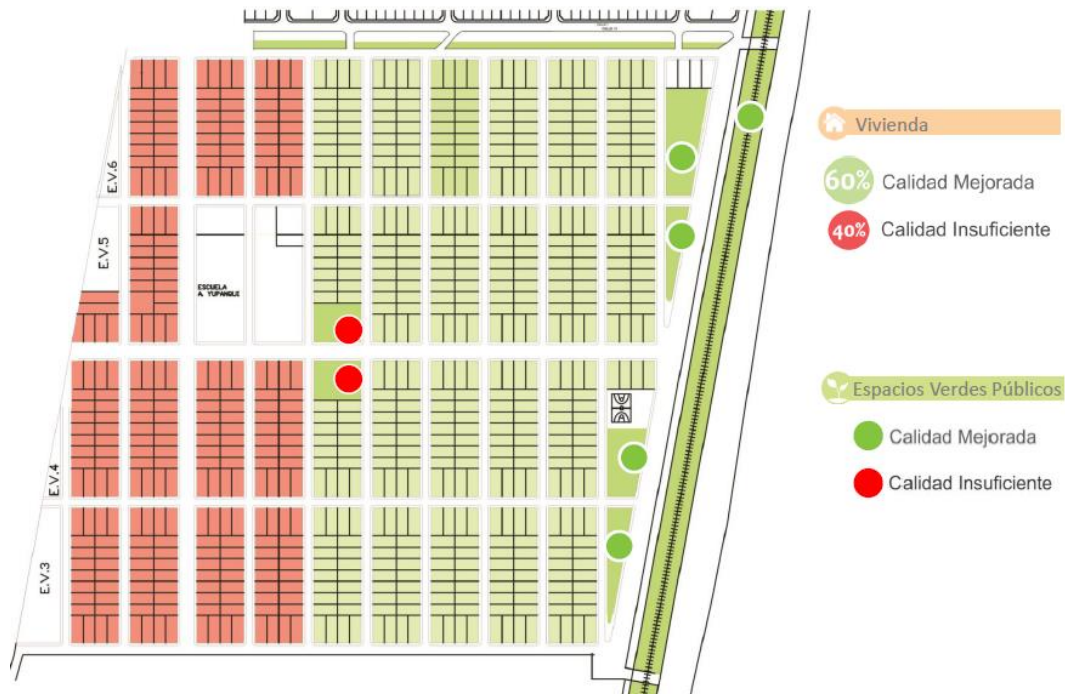 E.V.6
E.V.5
ESCUELA
A. YUPANQUI
E.V.4
E.V.3
Vivienda
60% Calidad Mejorada
40% Calidad Insuficiente
Espacios Verdes Públicos
Calidad Mejorada
Calidad Insuficiente